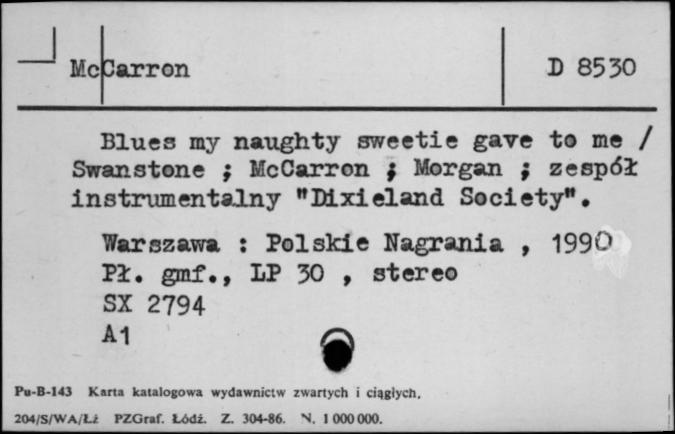 McCarron D 8530
Blues my naughty sweetie gave to me /
Swanstone ; McCarron ; Morgan ; zespół
instrumentalny "Dixieland Society".
Warszawa : Polskie Nagrania , 1990
Pł. gmf., LP 30 , stereo
SX 2794
A1
Pu-B-143 Karta katalogowa wydawnictw zwartych i ciągłych.
204/S/WA/Łż PZGraf. Łódź. Z. 304-86. N. 1 000 000.